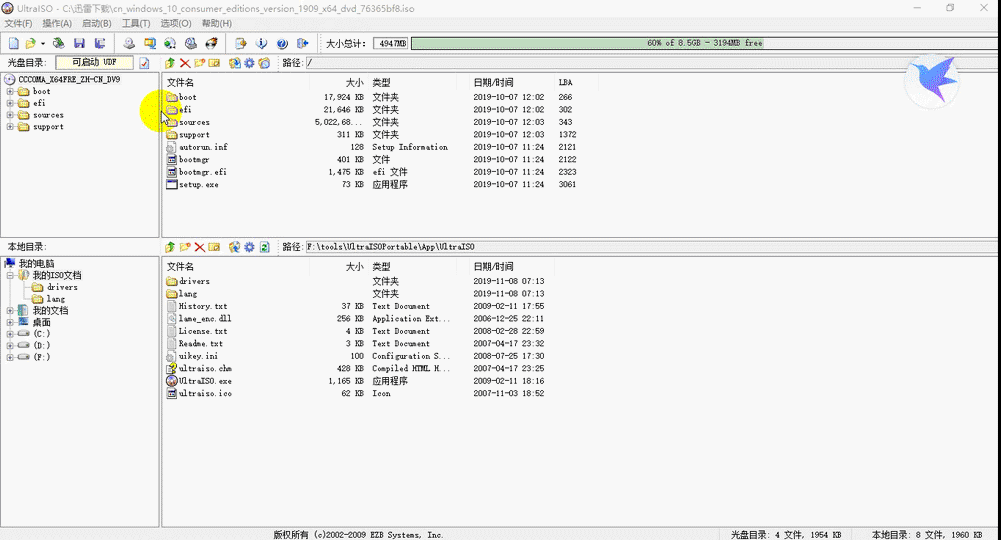 UltraISO - C:\迅雷下载\cn_windows_10_consumer_editions_version_1909_x64_dvd_76365bf8.iso
文件(F) 操作(A) 启动(B) 工具(T) 选项(O) 帮助(H)
大小总计: 4947MB 60% of 8.5GB - 3194MB free
光盘目录: 可启动 UDF 路径: /
CCCOMA_X64FRE_ZH-CN_DV9
boot
efi
sources
support
文件名 大小 类型 日期/时间 LBA
boot 17,924 KB 文件夹 2019-10-07 12:02 266
efi 21,646 KB 文件夹 2019-10-07 12:02 302
sources 5,022,68... 文件夹 2019-10-07 12:03 343
support 311 KB 文件夹 2019-10-07 12:03 1372
autorun.inf 128 Setup Information 2019-10-07 11:24 2121
bootmgr 401 KB 文件 2019-10-07 11:24 2122
bootmgr.efi 1,475 KB efi 文件 2019-10-07 11:24 2323
setup.exe 73 KB 应用程序 2019-10-07 11:24 3061
本地目录: 路径: F:\tools\UltraISOPortable\App\UltraISO
我的电脑
我的ISO文档
drivers
lang
我的文档
桌面
(C:)
(D:)
(F:)
文件名 大小 类型 日期/时间
drivers 文件夹 2019-11-08 07:13
lang 文件夹 2019-11-08 07:13
History.txt 37 KB Text Document 2009-02-11 17:55
lame_enc.dll 256 KB Application Ext... 2006-12-25 22:11
License.txt 4 KB Text Document 2008-02-28 22:59
Readme.txt 3 KB Text Document 2007-04-17 23:32
uikey.ini 100 Configuration S... 2008-07-25 17:30
ultraiso.chm 428 KB Compiled HTML H... 2007-04-17 23:25
UltraISO.exe 1,165 KB 应用程序 2009-02-11 18:16
ultraiso.ico 62 KB Icon 2007-11-03 18:52
版权所有 (c)2002-2009 EZB Systems, Inc. 光盘目录: 4 文件, 1954 KB 本地目录: 8 文件, 1960 KB